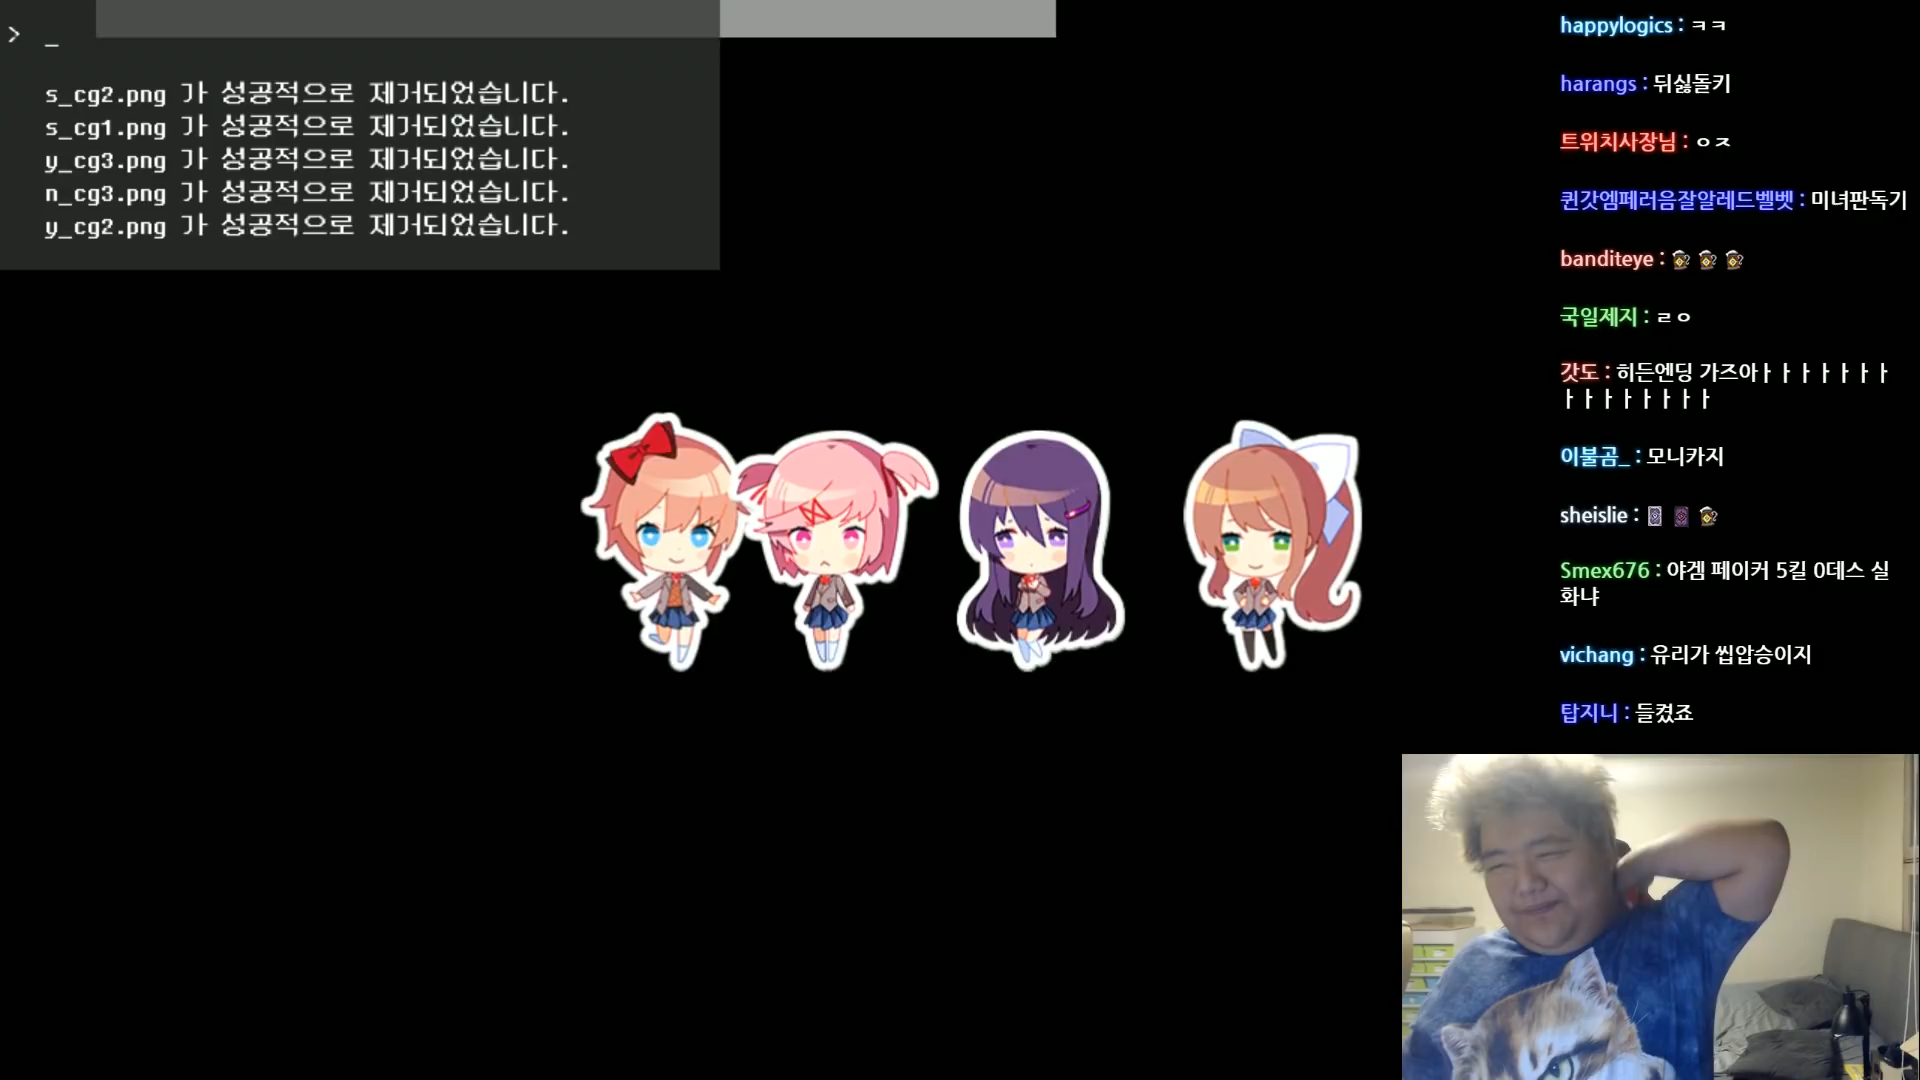 > _
s_cg2.png 가 성공적으로 제거되었습니다.
s_cg1.png 가 성공적으로 제거되었습니다.
y_cg3.png 가 성공적으로 제거되었습니다.
n_cg3.png 가 성공적으로 제거되었습니다.
y_cg2.png 가 성공적으로 제거되었습니다.
happylogics : ㅋㅋ
harangs : 뒤싫돌키
트위치사장님 : ㅇㅈ
퀸갓엠페러음잘알레드벨벳 : 미녀판독기
banditeye :
국일제지 : ㄹㅇ
갓도 : 히든엔딩 가즈아ㅏㅏㅏㅏㅏㅏㅏ
ㅏㅏㅏㅏㅏㅏㅏㅏ
이불곰_ : 모니카지
sheislie :
Smex676 : 야겜 페이커 5킬 0데스 실
화냐
vichang : 유리가 씹압승이지
탑지니 : 들켰죠